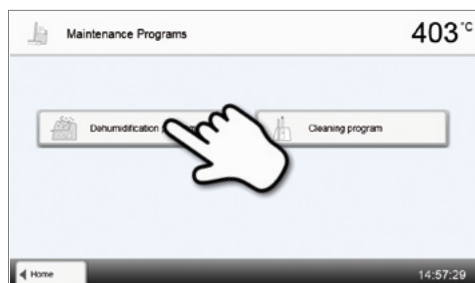 Maintenance Programs
403 °C
Dehumidification
Cleaning program
Home
14:57:29